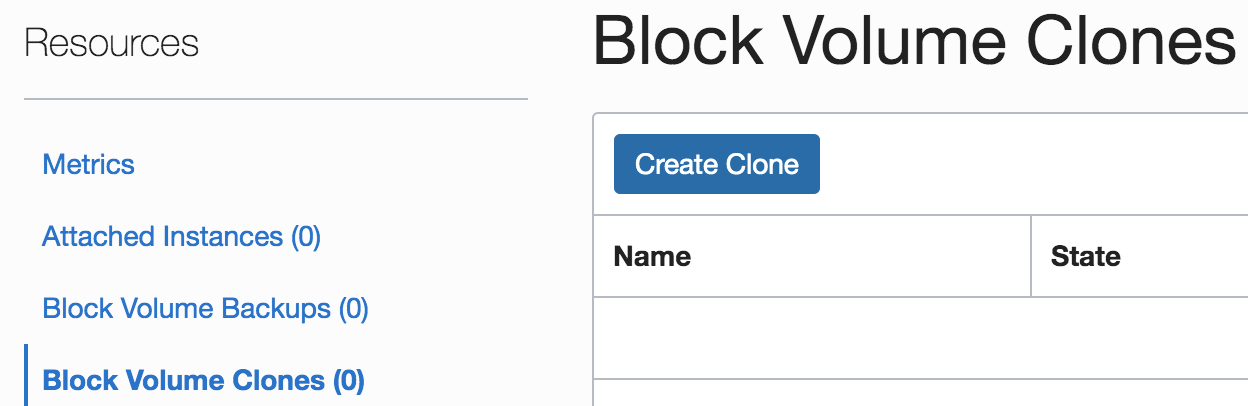 Resources
Metrics
Attached Instances (0)
Block Volume Backups (0)
Block Volume Clones (0)
Block Volume Clones
Create Clone
Name State